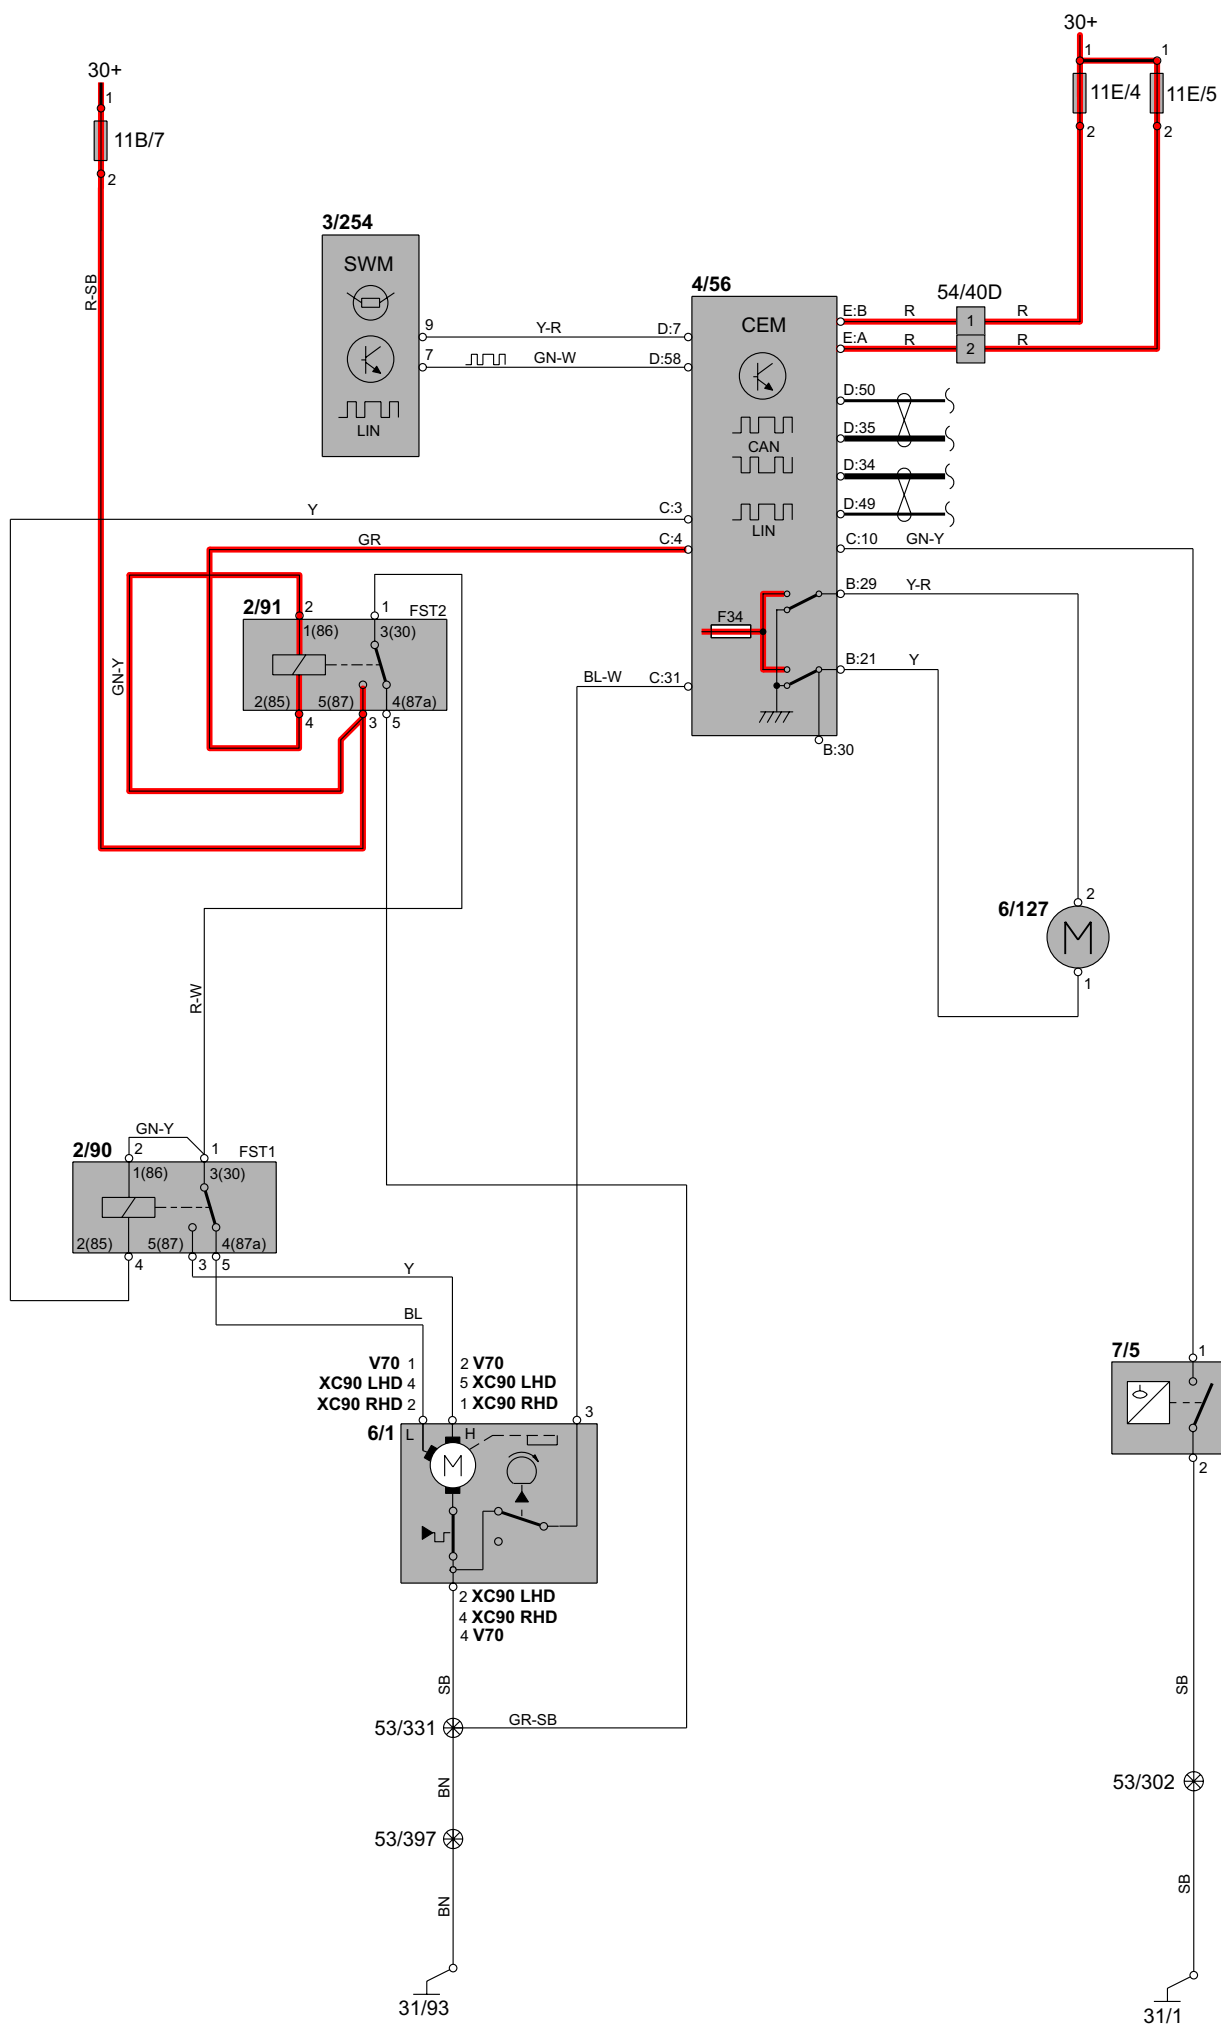 30+
1
1
11E/4
11E/5
2
2
30+
1
11B/7
2
R-SB
3/254
SWM
9
Y-R
D:7
7
GN-W
D:58
LIN
4/56
CEM
E:B
R
54/40D
1
R
E:A
R
2
R
D:50
D:35
CAN
D:34
D:49
LIN
Y
C:3
GR
C:4
C:10
GN-Y
B:29
Y-R
F34
B:21
Y
BL-W
C:31
B:30
2/91
2
1
FST2
1(86)
3(30)
GN-Y
2(85)
5(87)
4(87a)
4
3
5
6/127
2
M
1
R-W
GN-Y
2/90
2
1
FST1
1(86)
3(30)
2(85)
5(87)
4(87a)
4
3
5
Y
BL
V70 1
2 V70
XC90 LHD 4
5 XC90 LHD
XC90 RHD 2
1 XC90 RHD
3
6/1
L
H
M
2 XC90 LHD
4 XC90 RHD
4 V70
7/5
1
2
SB
SB
53/331
GR-SB
BN
53/302
53/397
BN
SB
31/93
31/1